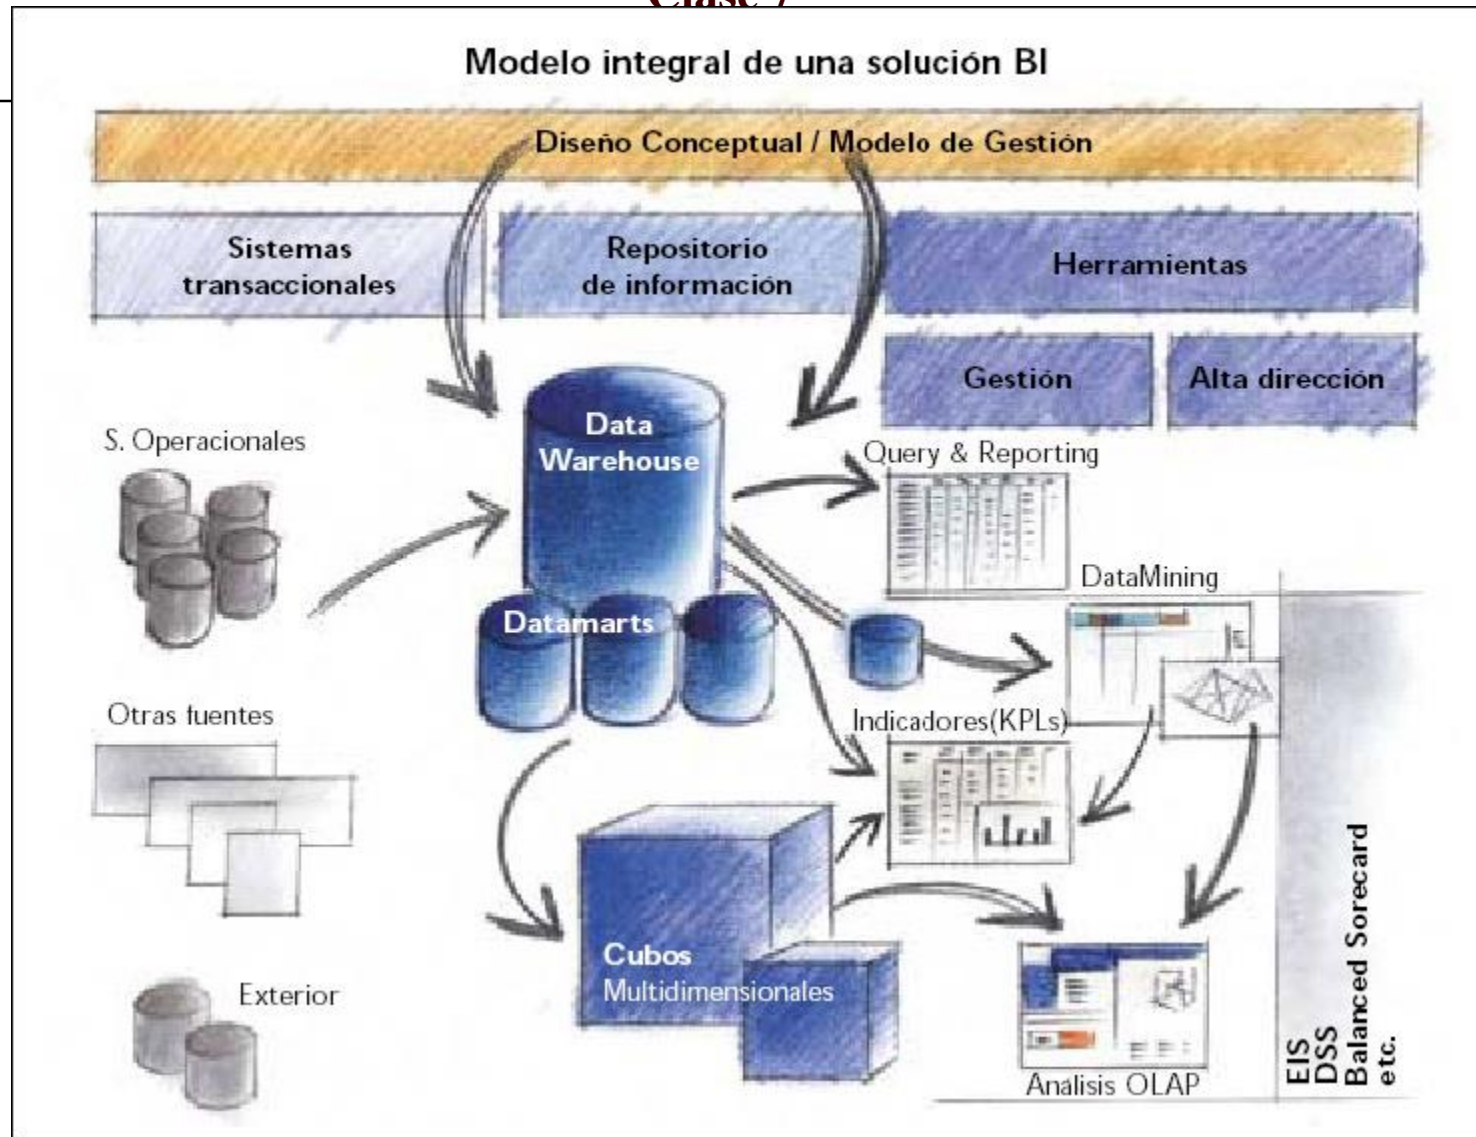 Clase 7
Modelo integral de una solución BI
Diseño Conceptual / Modelo de Gestión
Sistemas
transaccionales
Repositorio
de información
Herramientas
Gestión
Alta dirección
S. Operacionales
Data
Warehouse
Query & Reporting
DataMining
Datamarts
Otras fuentes
Indicadores(KPLs)
Cubos
Multidimensionales
Exterior
Análisis OLAP
EIS
DSS
Balanced Sorecard
etc.